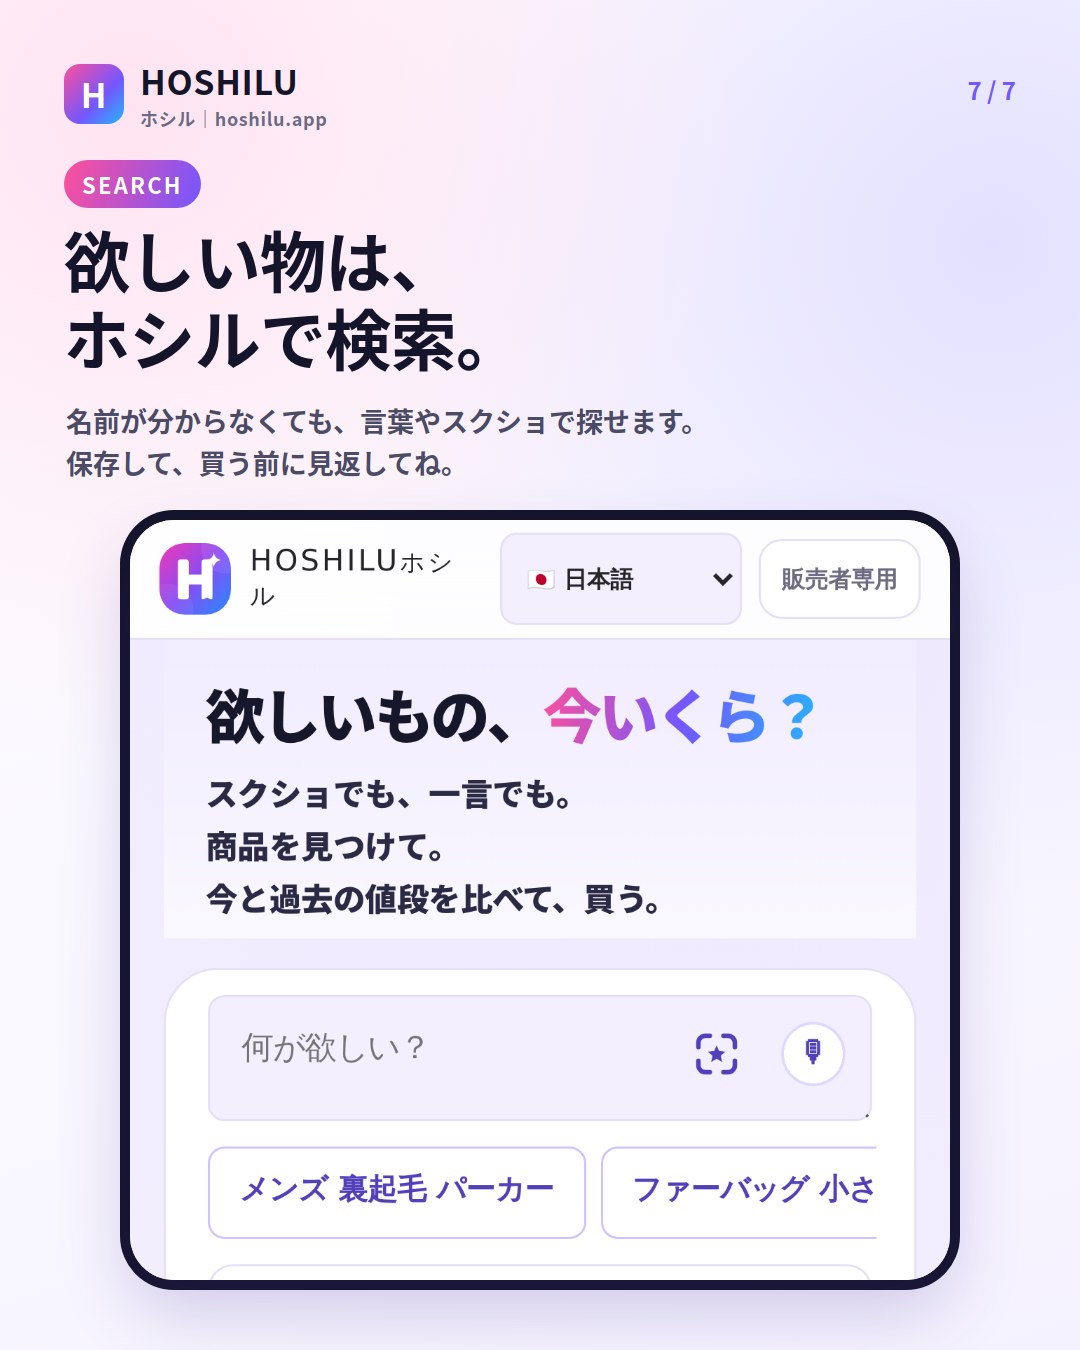 H
HOSHILU
ホシル｜hoshilu.app
7 / 7
SEARCH
欲しい物は、
ホシルで検索。
名前が分からなくても、言葉やスクショで探せます。
保存して、買う前に見返してね。
H
HOSHILUホシ
ル
日本語
販売者専用
欲しいもの、今いくら？
スクショでも、一言でも。
商品を見つけて。
今と過去の値段を比べて、買う。
何が欲しい？
メンズ 裏起毛 パーカー
ファーバッグ 小さ